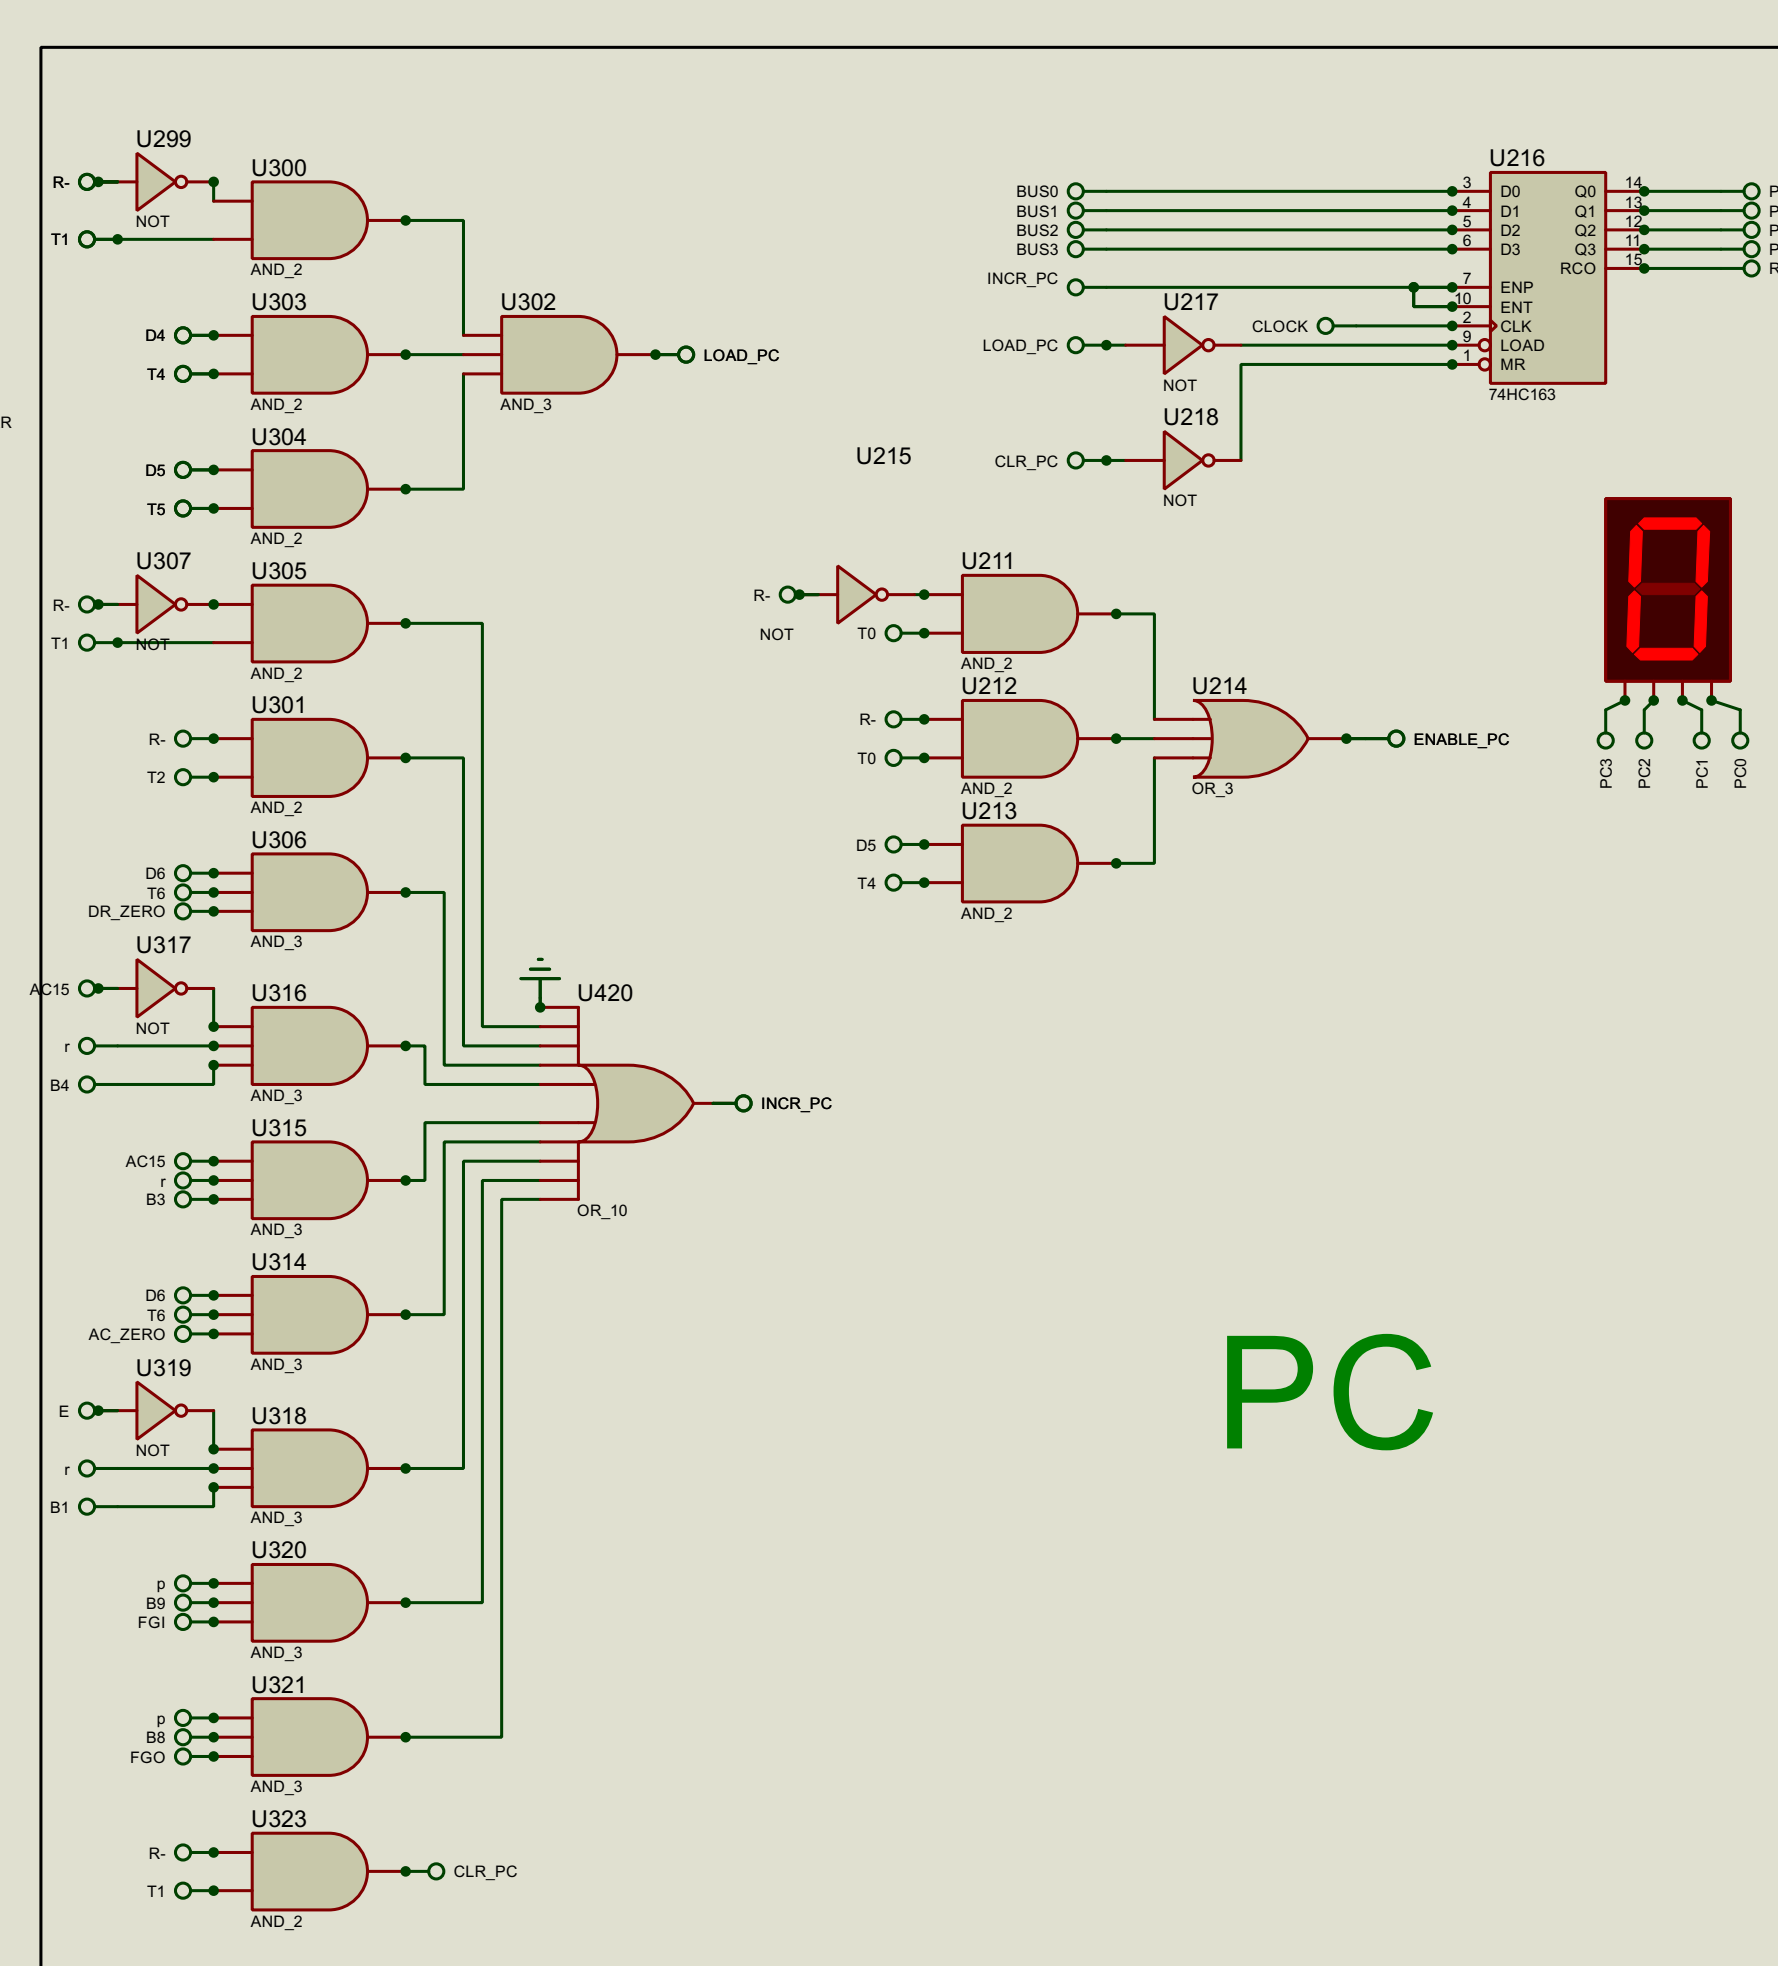 U299
R-
NOT
T1
U300
AND_2
U303
D4
T4
AND_2
U302
AND_3
LOAD_PC
R
U304
D5
T5
AND_2
U307
R-
T1
NOT
U305
AND_2
U301
R-
T2
AND_2
U306
D6
T6
DR_ZERO
AND_3
U317
AC15
NOT
r
B4
U316
AND_3
U315
AC15
r
B3
AND_3
U314
D6
T6
AC_ZERO
AND_3
U319
E
NOT
r
B1
U318
AND_3
U320
p
B9
FGI
AND_3
U321
p
B8
FGO
AND_3
U323
R-
T1
AND_2
CLR_PC
U420
OR_10
INCR_PC
U216
BUS0 3 D0 Q0 14 P
BUS1 4 D1 Q1 13 P
BUS2 5 D2 Q2 12 P
BUS3 6 D3 Q3 11 P
RCO 15 R
INCR_PC 7 ENP
10 ENT
CLOCK 2 CLK
LOAD_PC U217 NOT 9 LOAD
1 MR
74HC163
U218
CLR_PC
NOT
U215
R-
NOT
U211
T0
AND_2
U212
R-
T0
AND_2
U213
D5
T4
AND_2
U214
OR_3
ENABLE_PC
0
PC3 PC2 PC1 PC0
PC